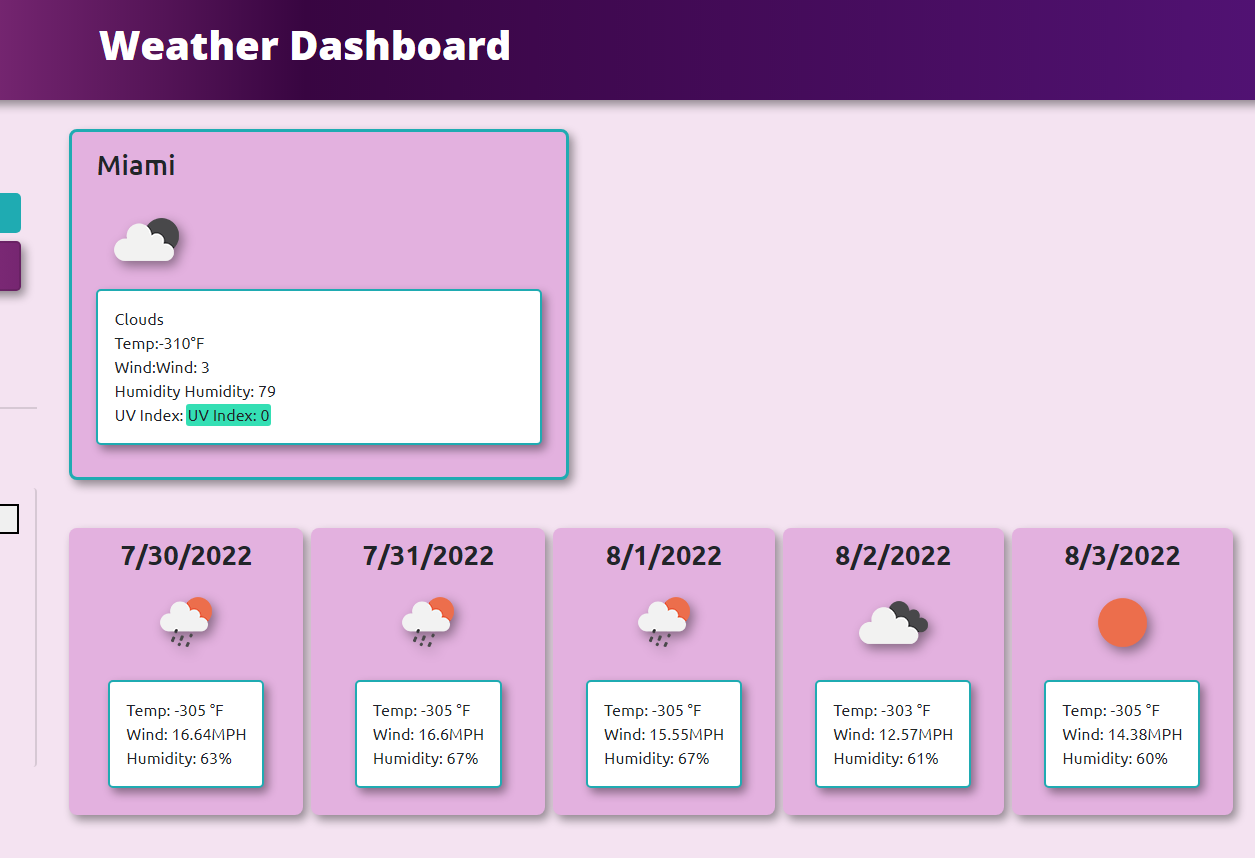 Weather Dashboard
Miami
Clouds
Temp:-310°F
Wind:Wind: 3
Humidity Humidity: 79
UV Index: UV Index: 0
7/30/2022
Temp: -305 °F
Wind: 16.64MPH
Humidity: 63%
7/31/2022
Temp: -305 °F
Wind: 16.6MPH
Humidity: 67%
8/1/2022
Temp: -305 °F
Wind: 15.55MPH
Humidity: 67%
8/2/2022
Temp: -303 °F
Wind: 12.57MPH
Humidity: 61%
8/3/2022
Temp: -305 °F
Wind: 14.38MPH
Humidity: 60%